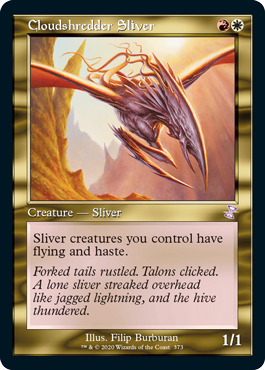 Cloudshredder Sliver
Creature — Sliver
Sliver creatures you control have
flying and haste.
Forked tails rustled. Talons clicked.
A lone sliver streaked overhead
like jagged lightning, and the hive
thundered.
Illus. Filip Burburan
™ & © 2020 Wizards of the Coast 373
1/1